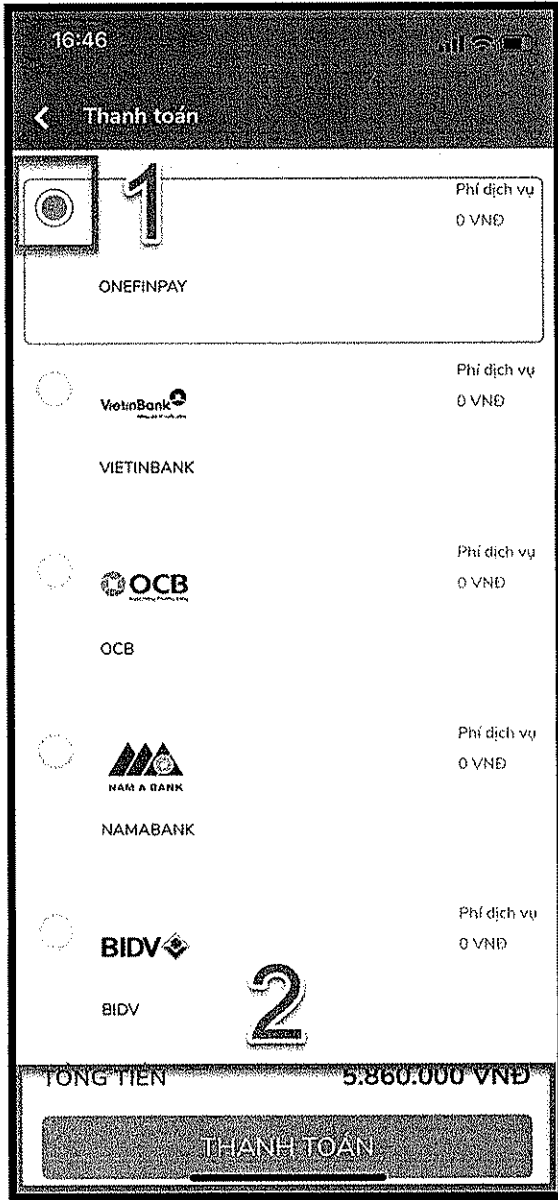 16:46
Thanh toán
1
Phí dịch vụ
0 VNĐ
ONEFINPAY
Phí dịch vụ
0 VNĐ
VietinBank
VIETINBANK
Phí dịch vụ
0 VNĐ
OCB
OCB
Phí dịch vụ
0 VNĐ
NAM A BANK
NAMABANK
Phí dịch vụ
0 VNĐ
BIDV
BIDV
2
TỔNG TIỀN 5.860.000 VNĐ
THANH TOÁN